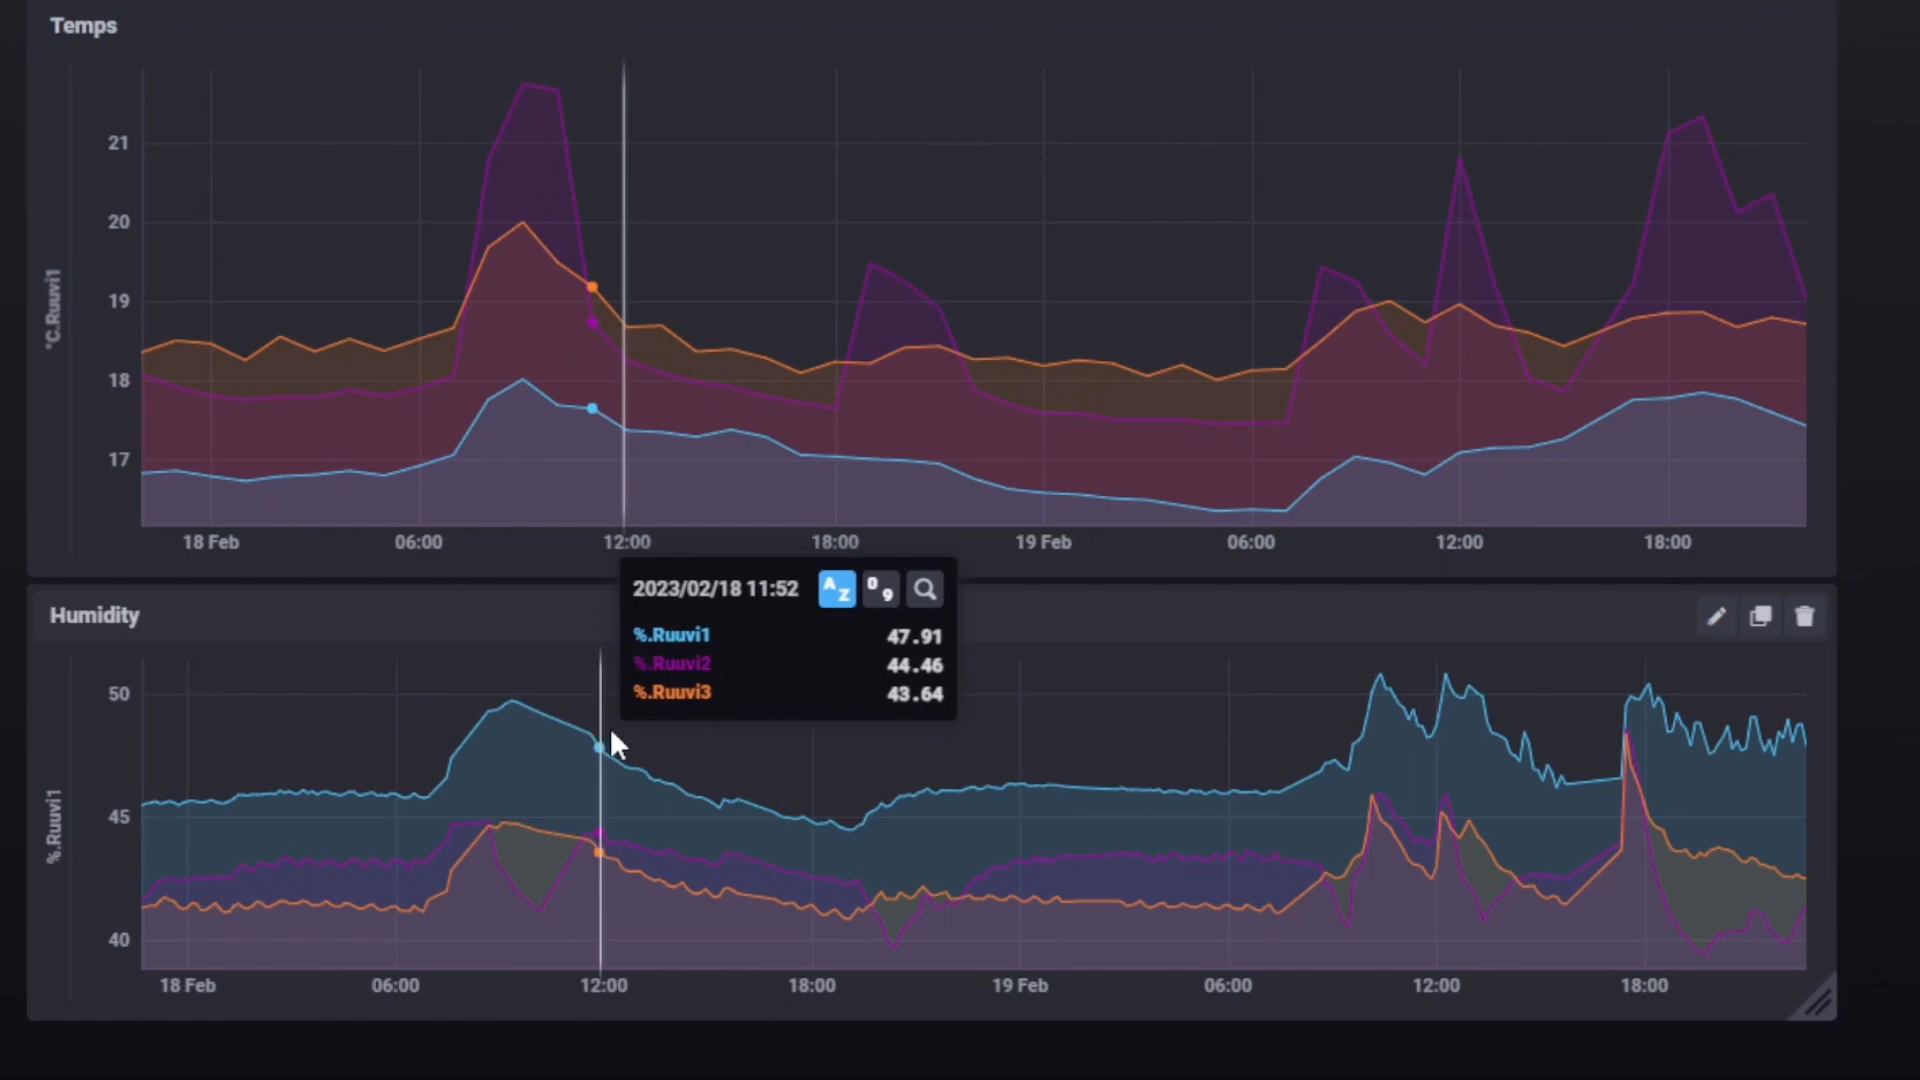 Temps
21
20
19
18
17
°C.Ruuvi1
18 Feb 06:00 12:00 18:00 19 Feb 06:00 12:00 18:00
2023/02/18 11:52 AZ 09
%.Ruuvi1 47.91
%.Ruuvi2 44.46
%.Ruuvi3 43.64
Humidity
50
45
40
%.Ruuvi1
18 Feb 06:00 12:00 18:00 19 Feb 06:00 12:00 18:00